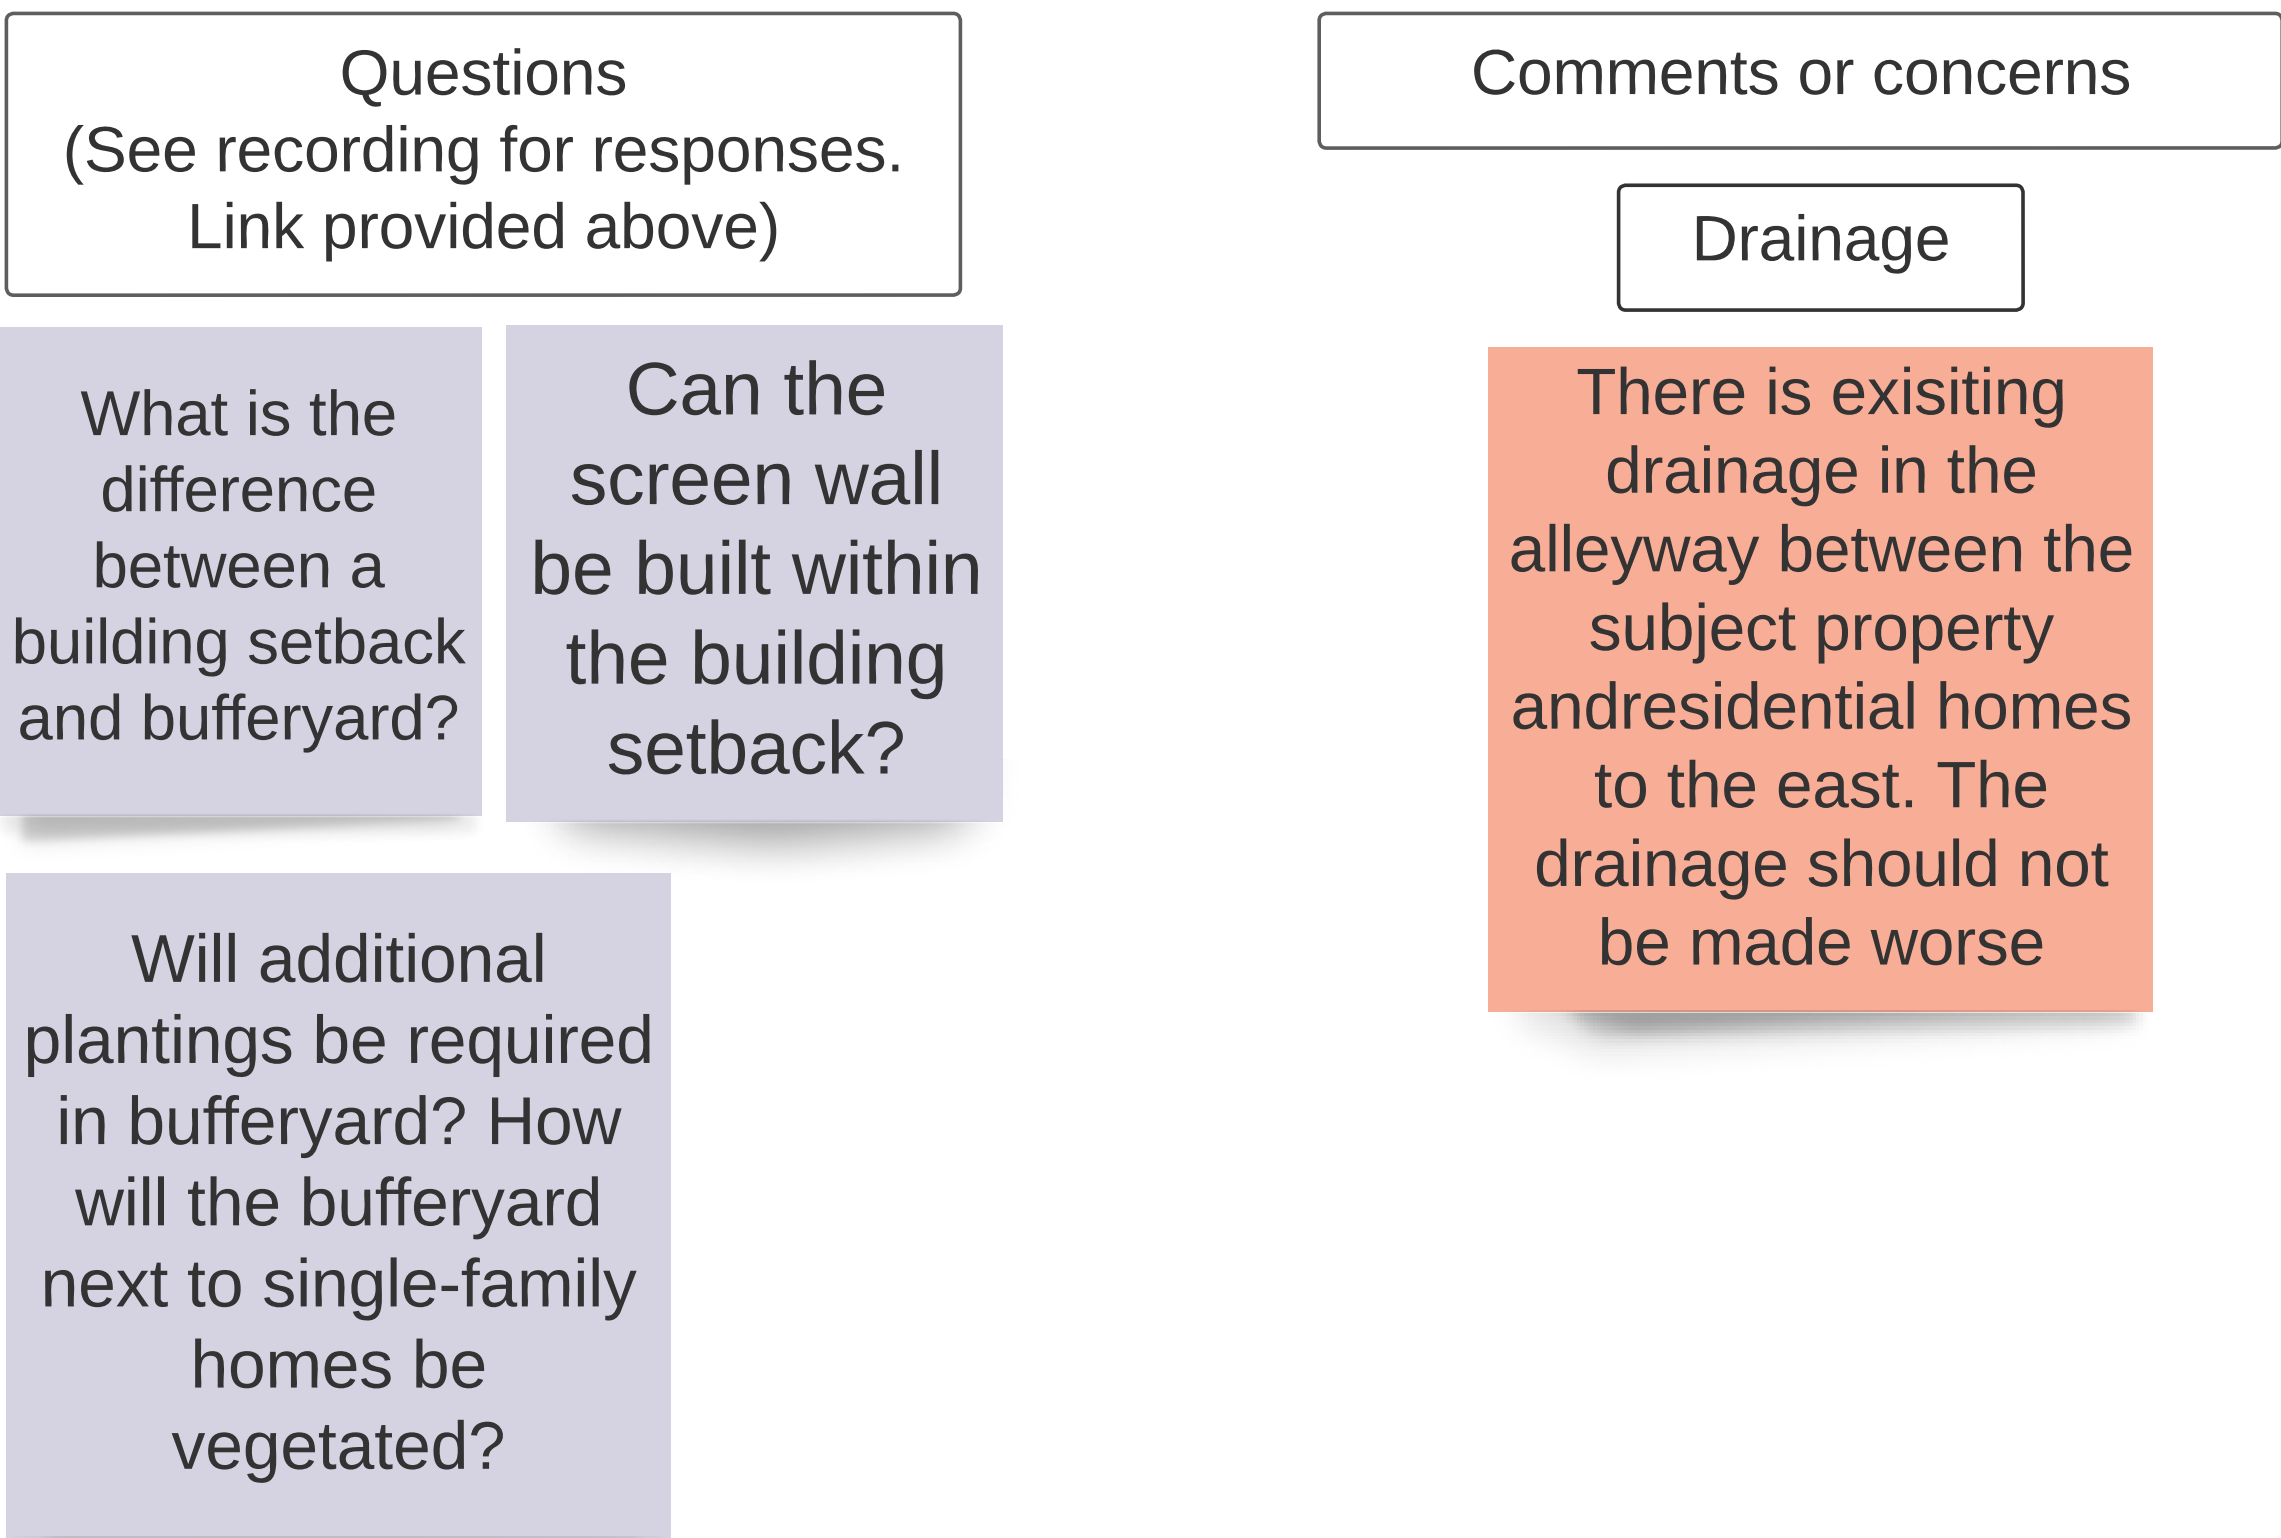 Questions
(See recording for responses.
Link provided above)
What is the
difference
between a
building setback
and bufferyard?
Can the
screen wall
be built within
the building
setback?
Will additional
plantings be required
in bufferyard? How
will the bufferyard
next to single-family
homes be
vegetated?
Comments or concerns
Drainage
There is exisiting
drainage in the
alleyway between the
subject property
andresidential homes
to the east. The
drainage should not
be made worse